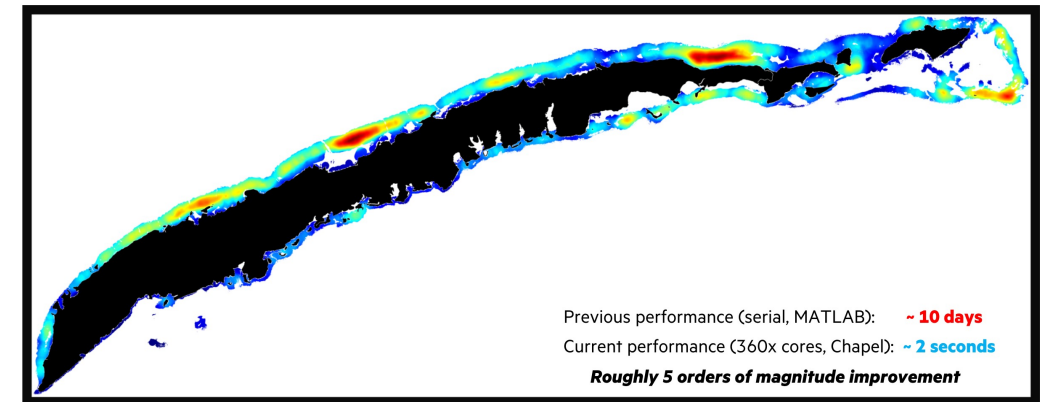 Previous performance (serial, MATLAB): ~ 10 days
Current performance (360x cores, Chapel): ~ 2 seconds
Roughly 5 orders of magnitude improvement